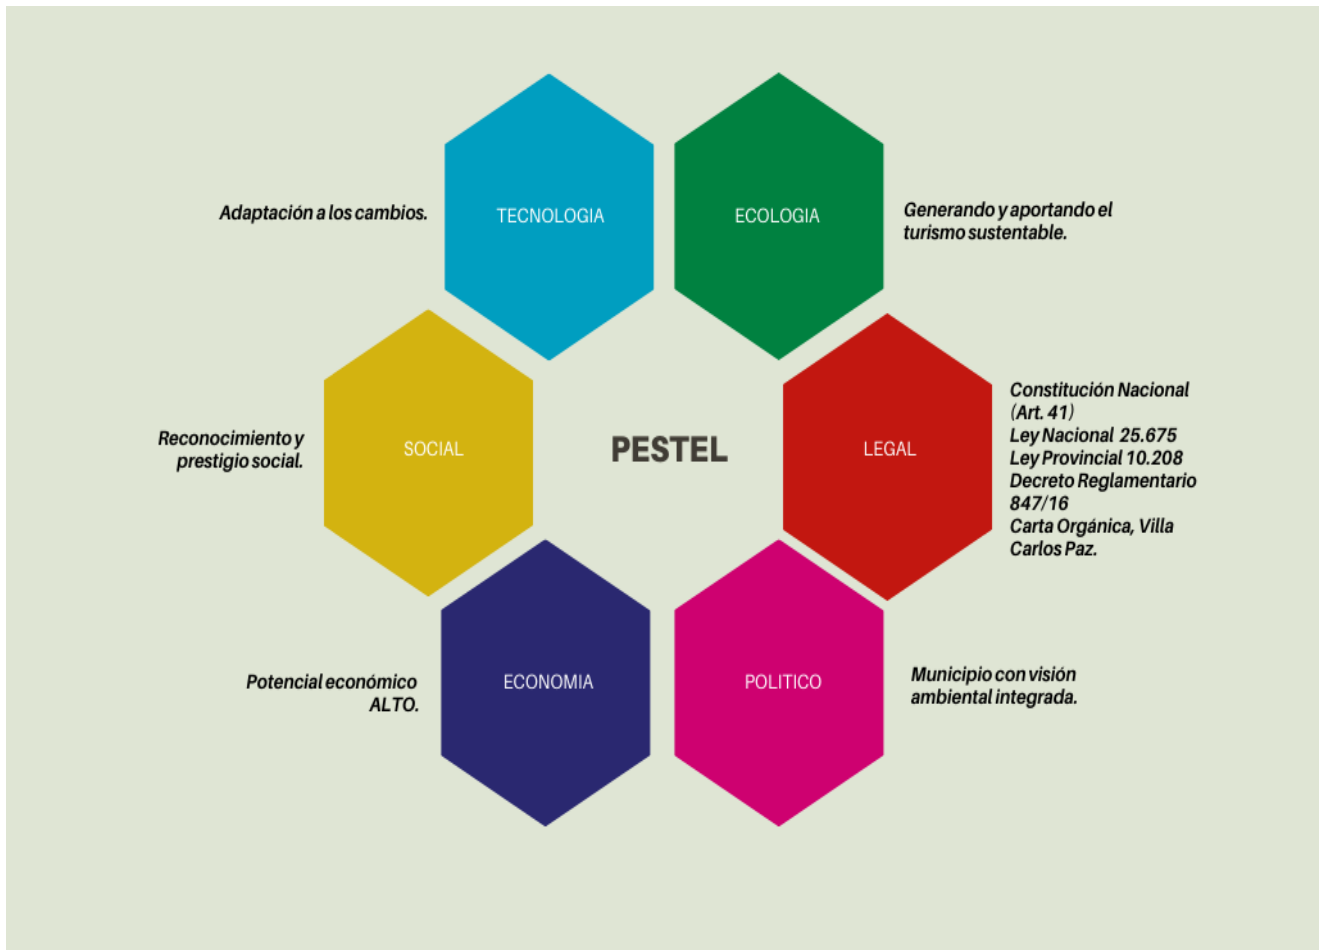 TECNOLOGIA
Adaptación a los cambios.
ECOLOGIA
Generando y aportando el
turismo sustentable.
SOCIAL
Reconocimiento y
prestigio social.
PESTEL
LEGAL
Constitución Nacional
(Art. 41)
Ley Nacional 25.675
Ley Provincial 10.208
Decreto Reglamentario
847/16
Carta Orgánica, Villa
Carlos Paz.
ECONOMIA
Potencial económico
ALTO.
POLITICO
Municipio con visión
ambiental integrada.